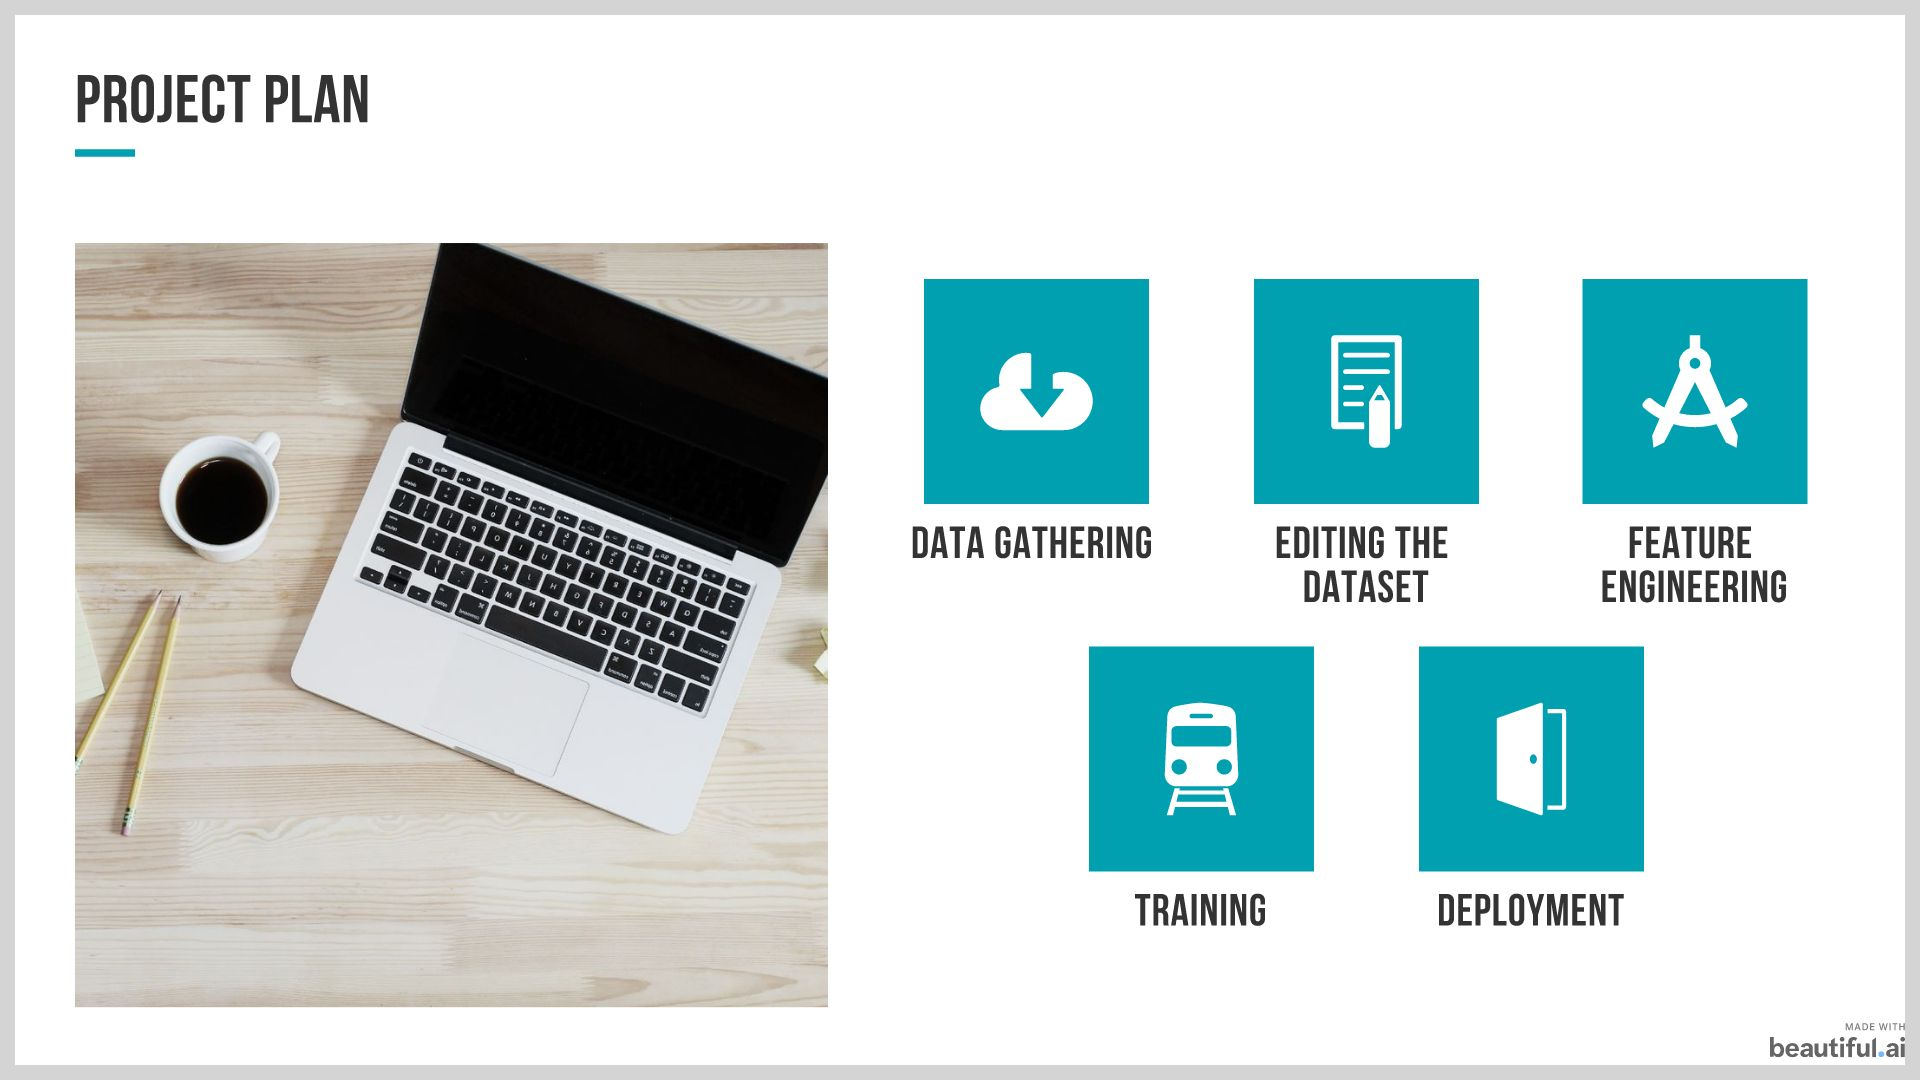 PROJECT PLAN
DATA GATHERING
EDITING THE
DATASET
FEATURE
ENGINEERING
TRAINING
DEPLOYMENT
MADE WITH
beautiful.ai